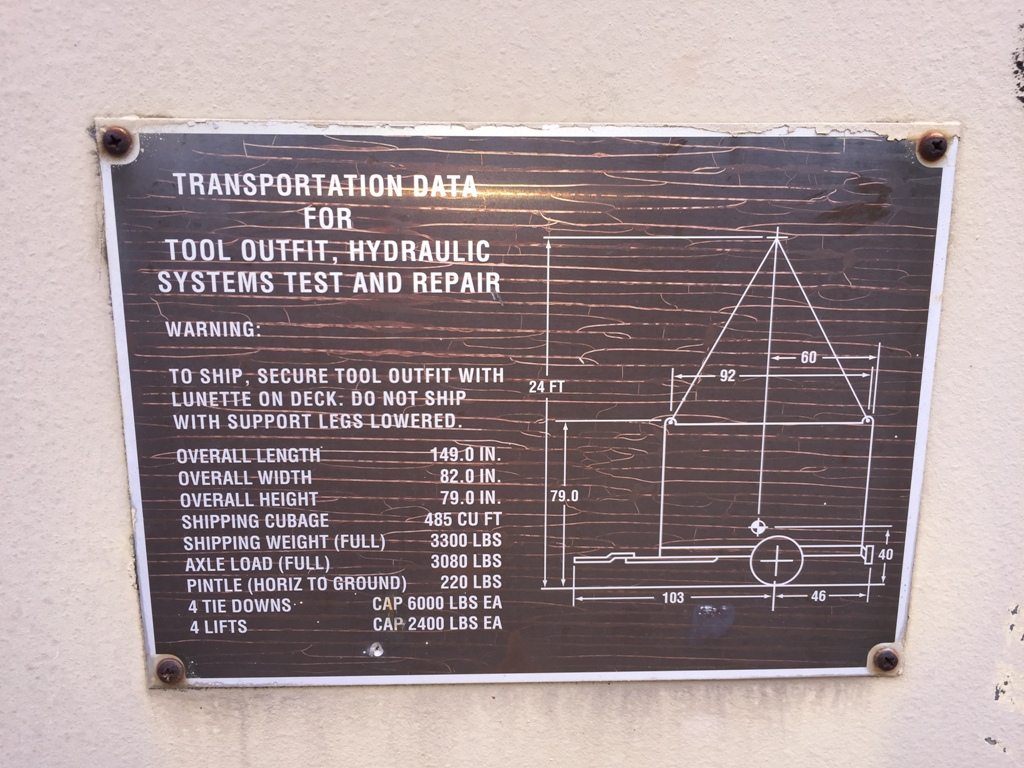 TRANSPORTATION DATA
FOR
TOOL OUTFIT, HYDRAULIC
SYSTEMS TEST AND REPAIR
WARNING:
TO SHIP, SECURE TOOL OUTFIT WITH
LUNETTE ON DECK. DO NOT SHIP
WITH SUPPORT LEGS LOWERED.
OVERALL LENGTH 149.0 IN.
OVERALL WIDTH 82.0 IN.
OVERALL HEIGHT 79.0 IN.
SHIPPING CUBAGE 485 CU FT
SHIPPING WEIGHT (FULL) 3300 LBS
AXLE LOAD (FULL) 3080 LBS
PINTLE (HORIZ TO GROUND) 220 LBS
4 TIE DOWNS CAP 6000 LBS EA
4 LIFTS CAP 2400 LBS EA
60
92
24 FT
79.0
40
103
46